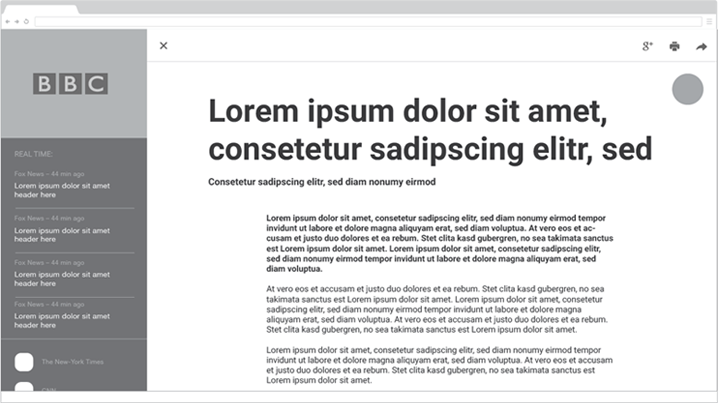 BBC
REAL TIME:
Fox News – 44 min ago
Lorem ipsum dolor sit amet
header here
Fox News – 44 min ago
Lorem ipsum dolor sit amet
header here
Fox News – 44 min ago
Lorem ipsum dolor sit amet
header here
Fox News – 44 min ago
Lorem ipsum dolor sit amet
header here
The New-York Times
CNN
g+
Lorem ipsum dolor sit amet,
consetetur sadipscing elitr, sed
Consetetur sadipscing elitr, sed diam nonumy eirmod
Lorem ipsum dolor sit amet, consetetur sadipscing elitr, sed diam nonumy eirmod tempor
invidunt ut labore et dolore magna aliquyam erat, sed diam voluptua. At vero eos et ac-
cusam et justo duo dolores et ea rebum. Stet clita kasd gubergren, no sea takimata sanctus
est Lorem ipsum dolor sit amet. Lorem ipsum dolor sit amet, consetetur sadipscing elitr,
sed diam nonumy eirmod tempor invidunt ut labore et dolore magna aliquyam erat, sed
diam voluptua.
At vero eos et accusam et justo duo dolores et ea rebum. Stet clita kasd gubergren, no sea
takimata sanctus est Lorem ipsum dolor sit amet. Lorem ipsum dolor sit amet, consetetur
sadipscing elitr, sed diam nonumy eirmod tempor invidunt ut labore et dolore magna
aliquyam erat, sed diam voluptua. At vero eos et accusam et justo duo dolores et ea rebum.
Stet clita kasd gubergren, no sea takimata sanctus est Lorem ipsum dolor sit amet.
Lorem ipsum dolor sit amet, consetetur sadipscing elitr, sed diam nonumy eirmod tempor
invidunt ut labore et dolore magna aliquyam erat, sed diam voluptua. At vero eos et
accusam et justo duo dolores et ea rebum. Stet clita kasd gubergren, no sea takimata sanctus est
Lorem ipsum dolor sit amet.